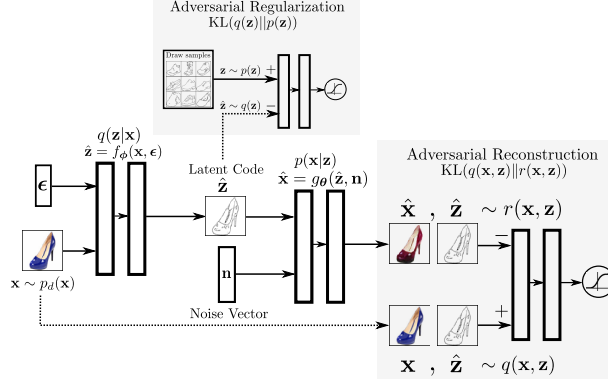 Adversarial Regularization
KL(q(z)||p(z))
Draw samples
z ∼ p(z) +
ẑ ∼ q(z) −
q(z|x)
ẑ = f_ϕ(x, ϵ)
ϵ
x ∼ p_d(x)
Latent Code
ẑ
p(x|z)
x̂ = g_θ(ẑ, n)
n
Noise Vector
Adversarial Reconstruction
KL(q(x, z)||r(x, z))
x̂ , ẑ ∼ r(x, z)
−
+
x , ẑ ∼ q(x, z)